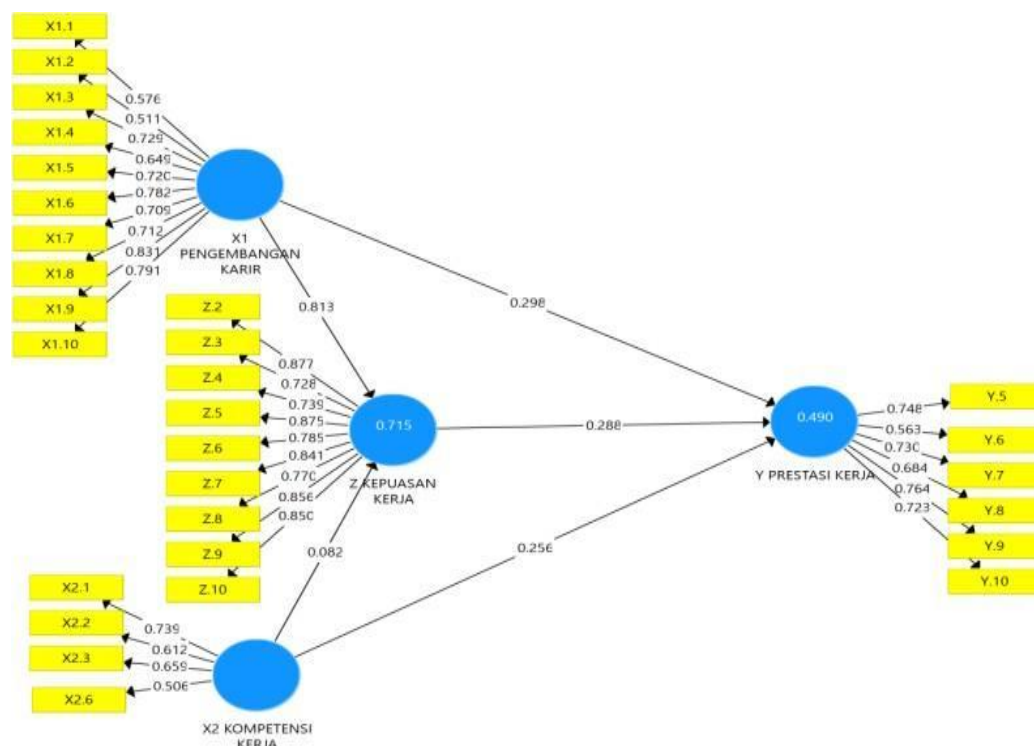 X1.1
X1.2
X1.3
X1.4
X1.5
X1.6
X1.7
X1.8
X1.9
X1.10
0.576
0.511
0.729
0.649
0.720
0.782
0.709
0.712
0.831
0.791
X1
PENGEMBANGAN
KARIR
0.813
0.298
Z.2
Z.3
Z.4
Z.5
Z.6
Z.7
Z.8
Z.9
Z.10
0.877
0.728
0.739
0.875
0.785
0.841
0.770
0.856
0.850
0.715
Z KEPUASAN
KERJA
0.288
0.490
Y PRESTASI KERJA
0.748
0.563
0.730
0.684
0.764
0.723
Y.5
Y.6
Y.7
Y.8
Y.9
Y.10
0.082
0.256
X2.1
X2.2
X2.3
X2.6
0.739
0.612
0.659
0.506
X2 KOMPETENSI
KERJA